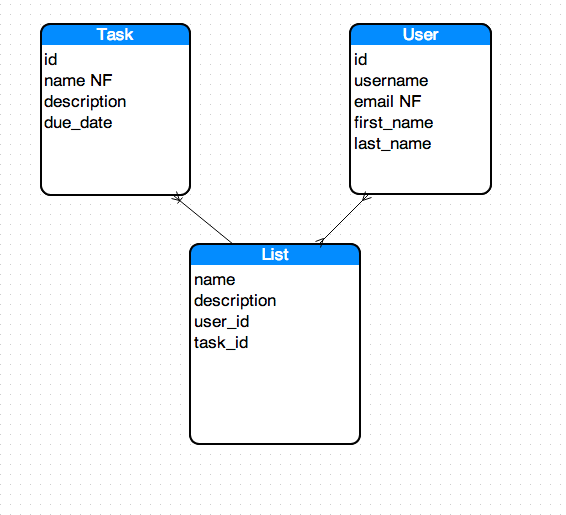 Task
id
name NF
description
due_date
User
id
username
email NF
first_name
last_name
List
name
description
user_id
task_id